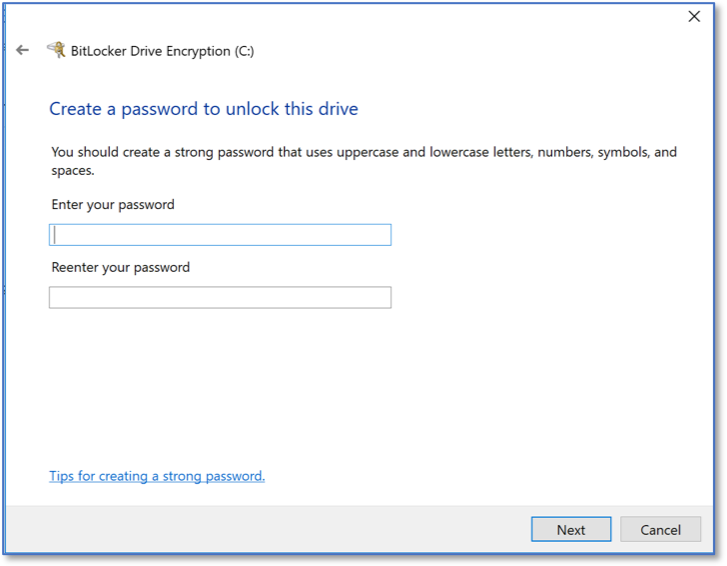 BitLocker Drive Encryption (C:)
Create a password to unlock this drive
You should create a strong password that uses uppercase and lowercase letters, numbers, symbols, and
spaces.
Enter your password
Reenter your password
Tips for creating a strong password.
Next
Cancel